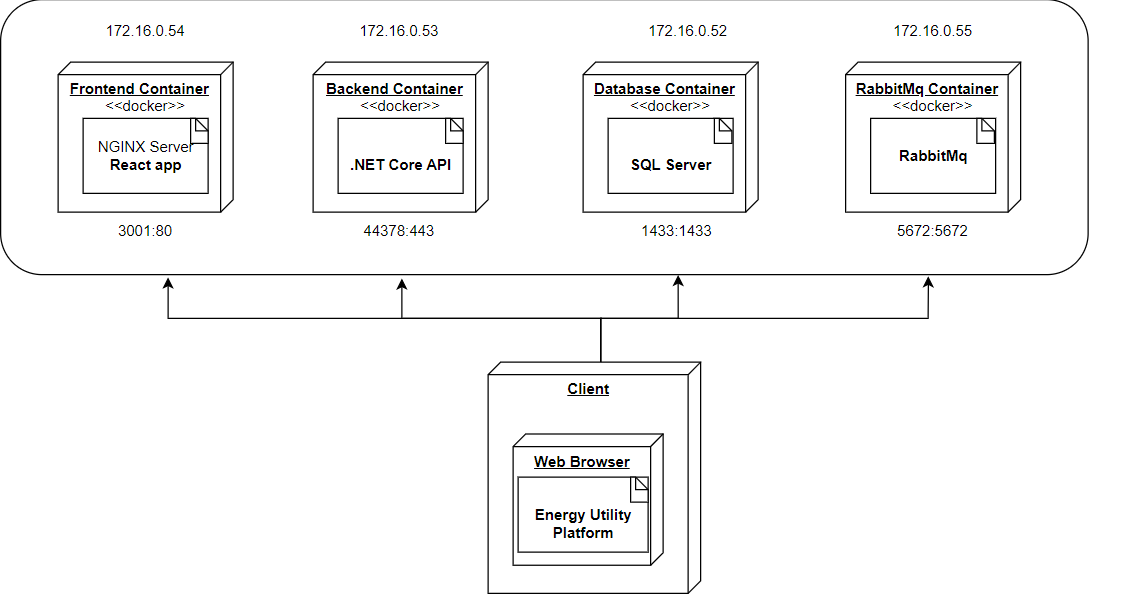 172.16.0.54
172.16.0.53
172.16.0.52
172.16.0.55
Frontend Container
<<docker>>
NGINX Server
React app
3001:80
Backend Container
<<docker>>
.NET Core API
44378:443
Database Container
<<docker>>
SQL Server
1433:1433
RabbitMq Container
<<docker>>
RabbitMq
5672:5672
Client
Web Browser
Energy Utility
Platform